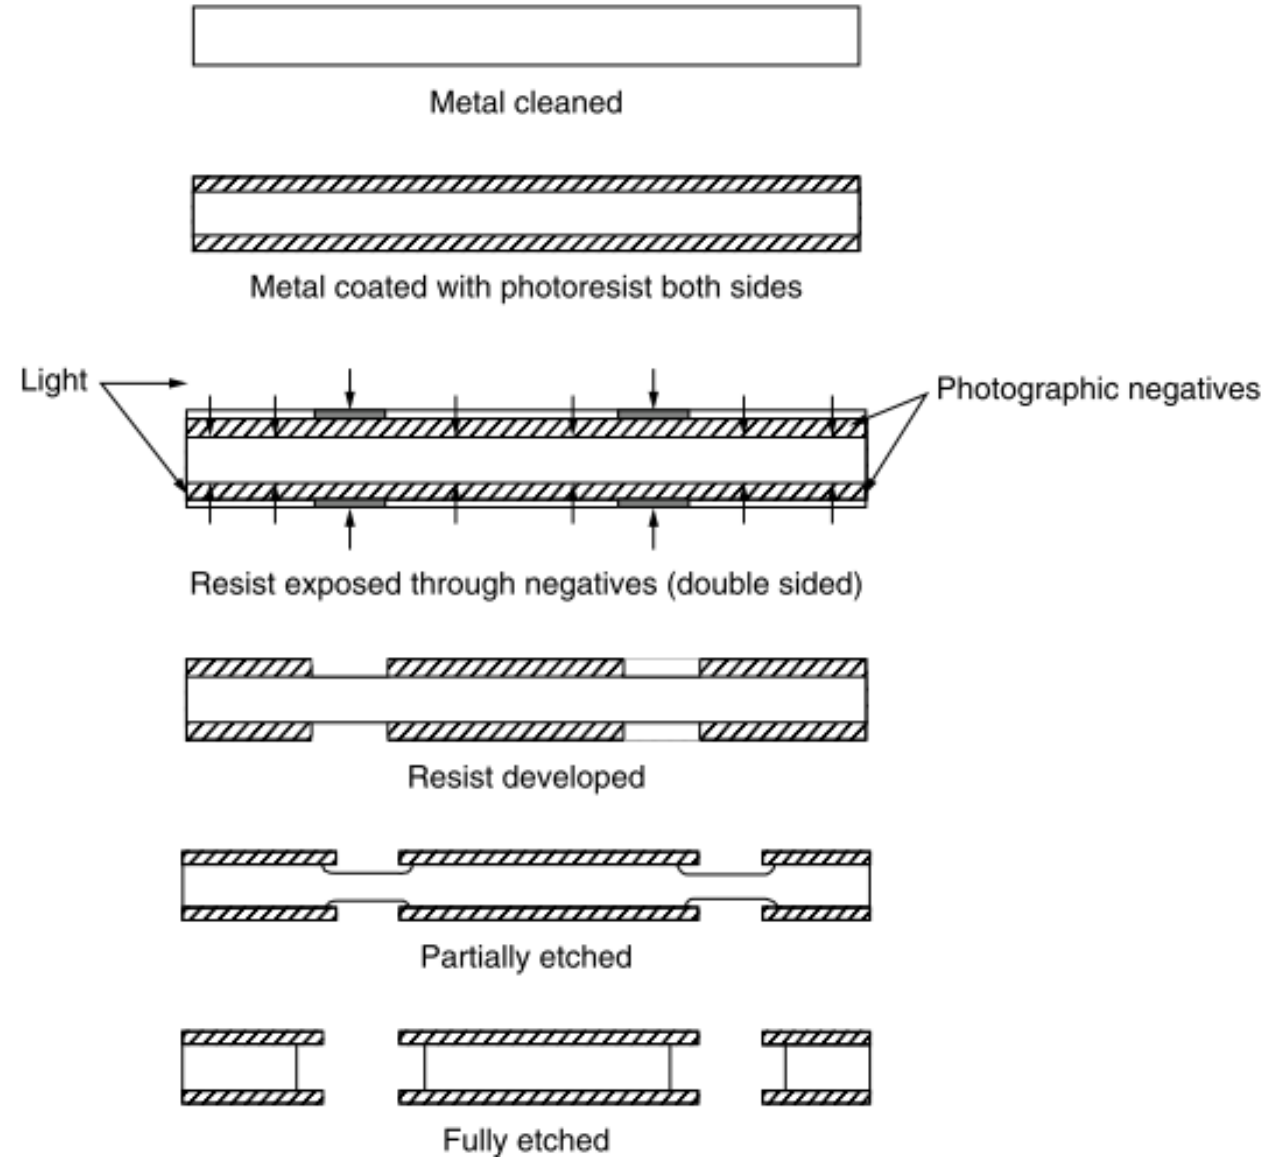 Metal cleaned
Metal coated with photoresist both sides
Light
Photographic negatives
Resist exposed through negatives (double sided)
Resist developed
Partially etched
Fully etched